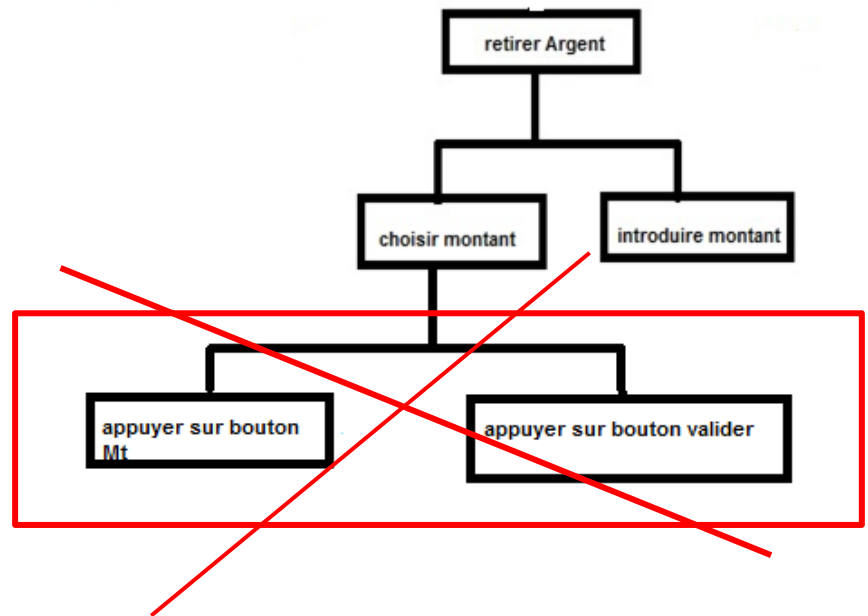 retirer Argent
choisir montant
introduire montant
appuyer sur bouton
Mt
appuyer sur bouton valider